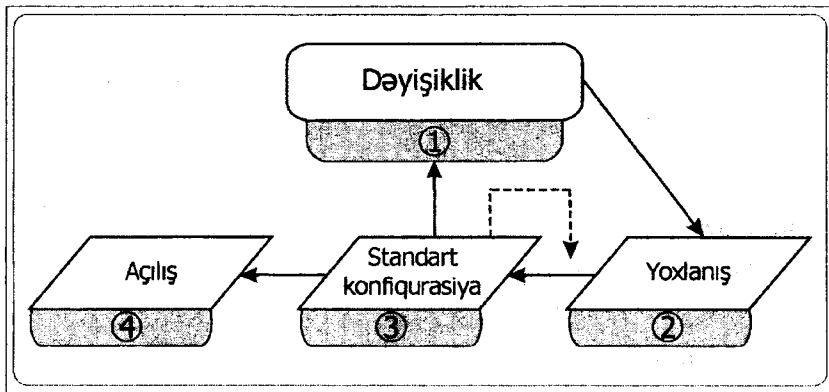 Dəyişiklik
①
Açılış
④
Standart
konfiqurasiya
③
Yoxlanış
②